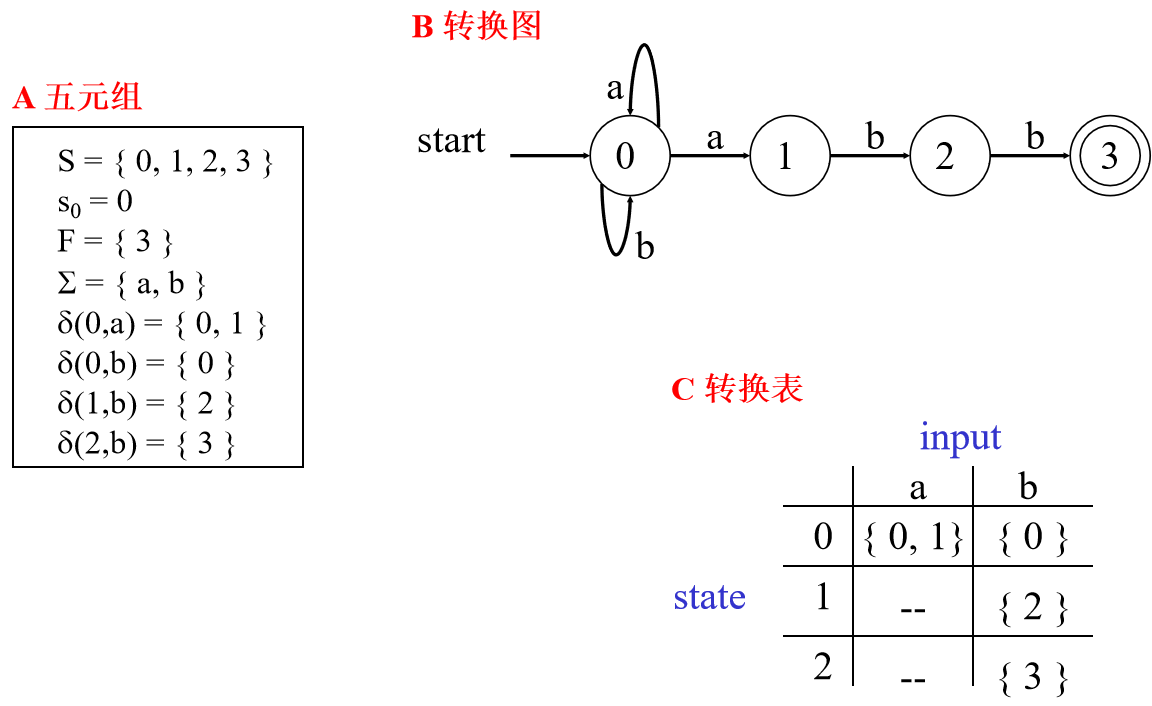 A 五元组
S = { 0, 1, 2, 3 }
s0 = 0
F = { 3 }
Σ = { a, b }
δ(0,a) = { 0, 1 }
δ(0,b) = { 0 }
δ(1,b) = { 2 }
δ(2,b) = { 3 }
B 转换图
a
start 0 a 1 b 2 b 3
b
C 转换表
input
a b
0 { 0, 1} { 0 }
state 1 -- { 2 }
2 -- { 3 }